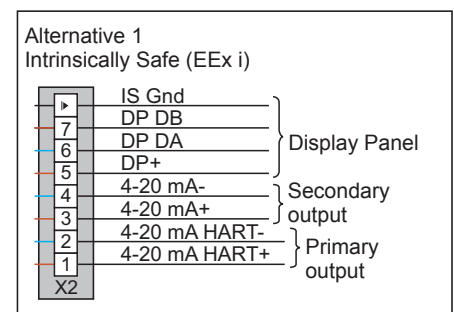 Alternative 1
Intrinsically Safe (EEx i)
IS Gnd
7 DP DB
6 DP DA
5 DP+
Display Panel
4 4-20 mA-
3 4-20 mA+
Secondary
output
2 4-20 mA HART-
1 4-20 mA HART+
Primary
output
X2